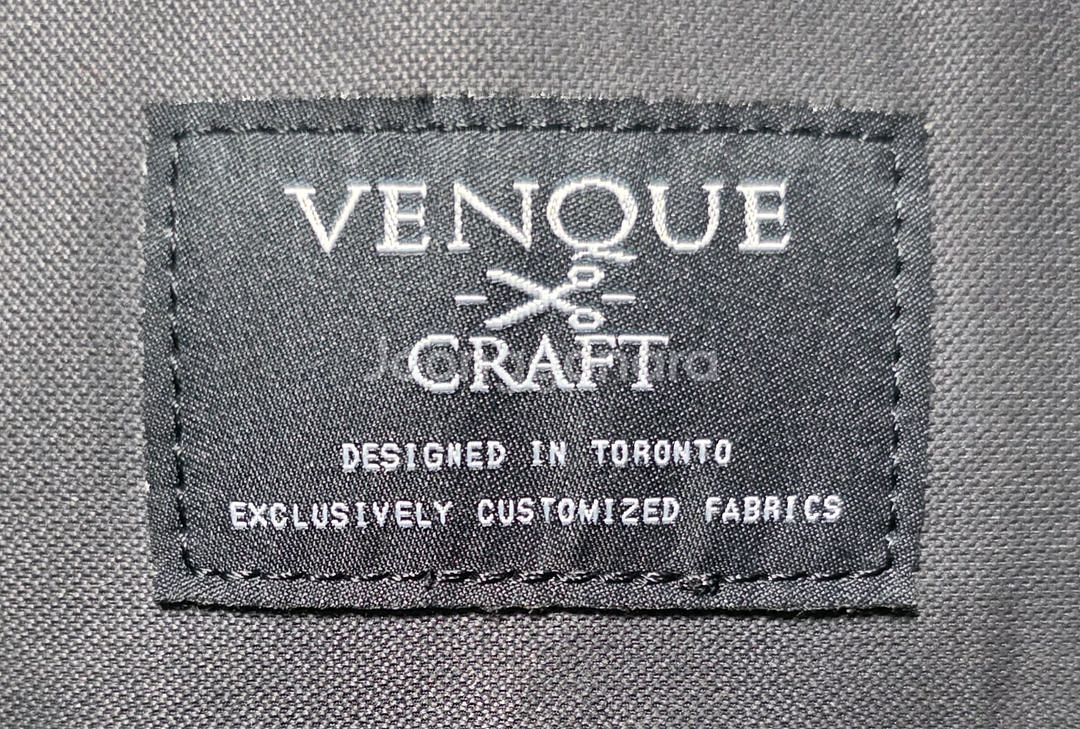 VENQUE
CRAFT
DESIGNED IN TORONTO
EXCLUSIVELY CUSTOMIZED FABRICS